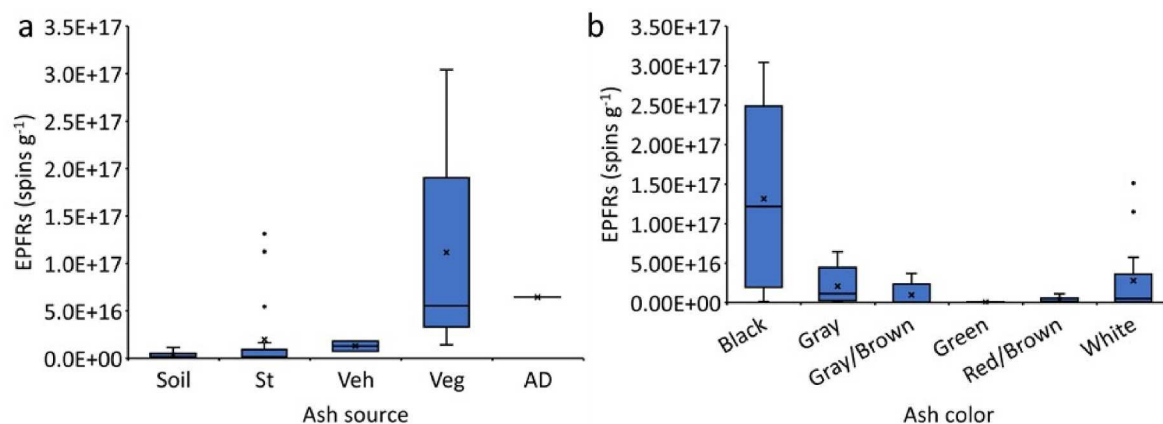 a
3.5E+17
3.0E+17
2.5E+17
2.0E+17
1.5E+17
1.0E+17
5.0E+16
0.0E+00
EPFRs (spins g⁻¹)
Soil St Veh Veg AD
Ash source
b
3.50E+17
3.00E+17
2.50E+17
2.00E+17
1.50E+17
1.00E+17
5.00E+16
0.00E+00
EPFRs (spins g⁻¹)
Black Gray Gray/Brown Green Red/Brown White
Ash color